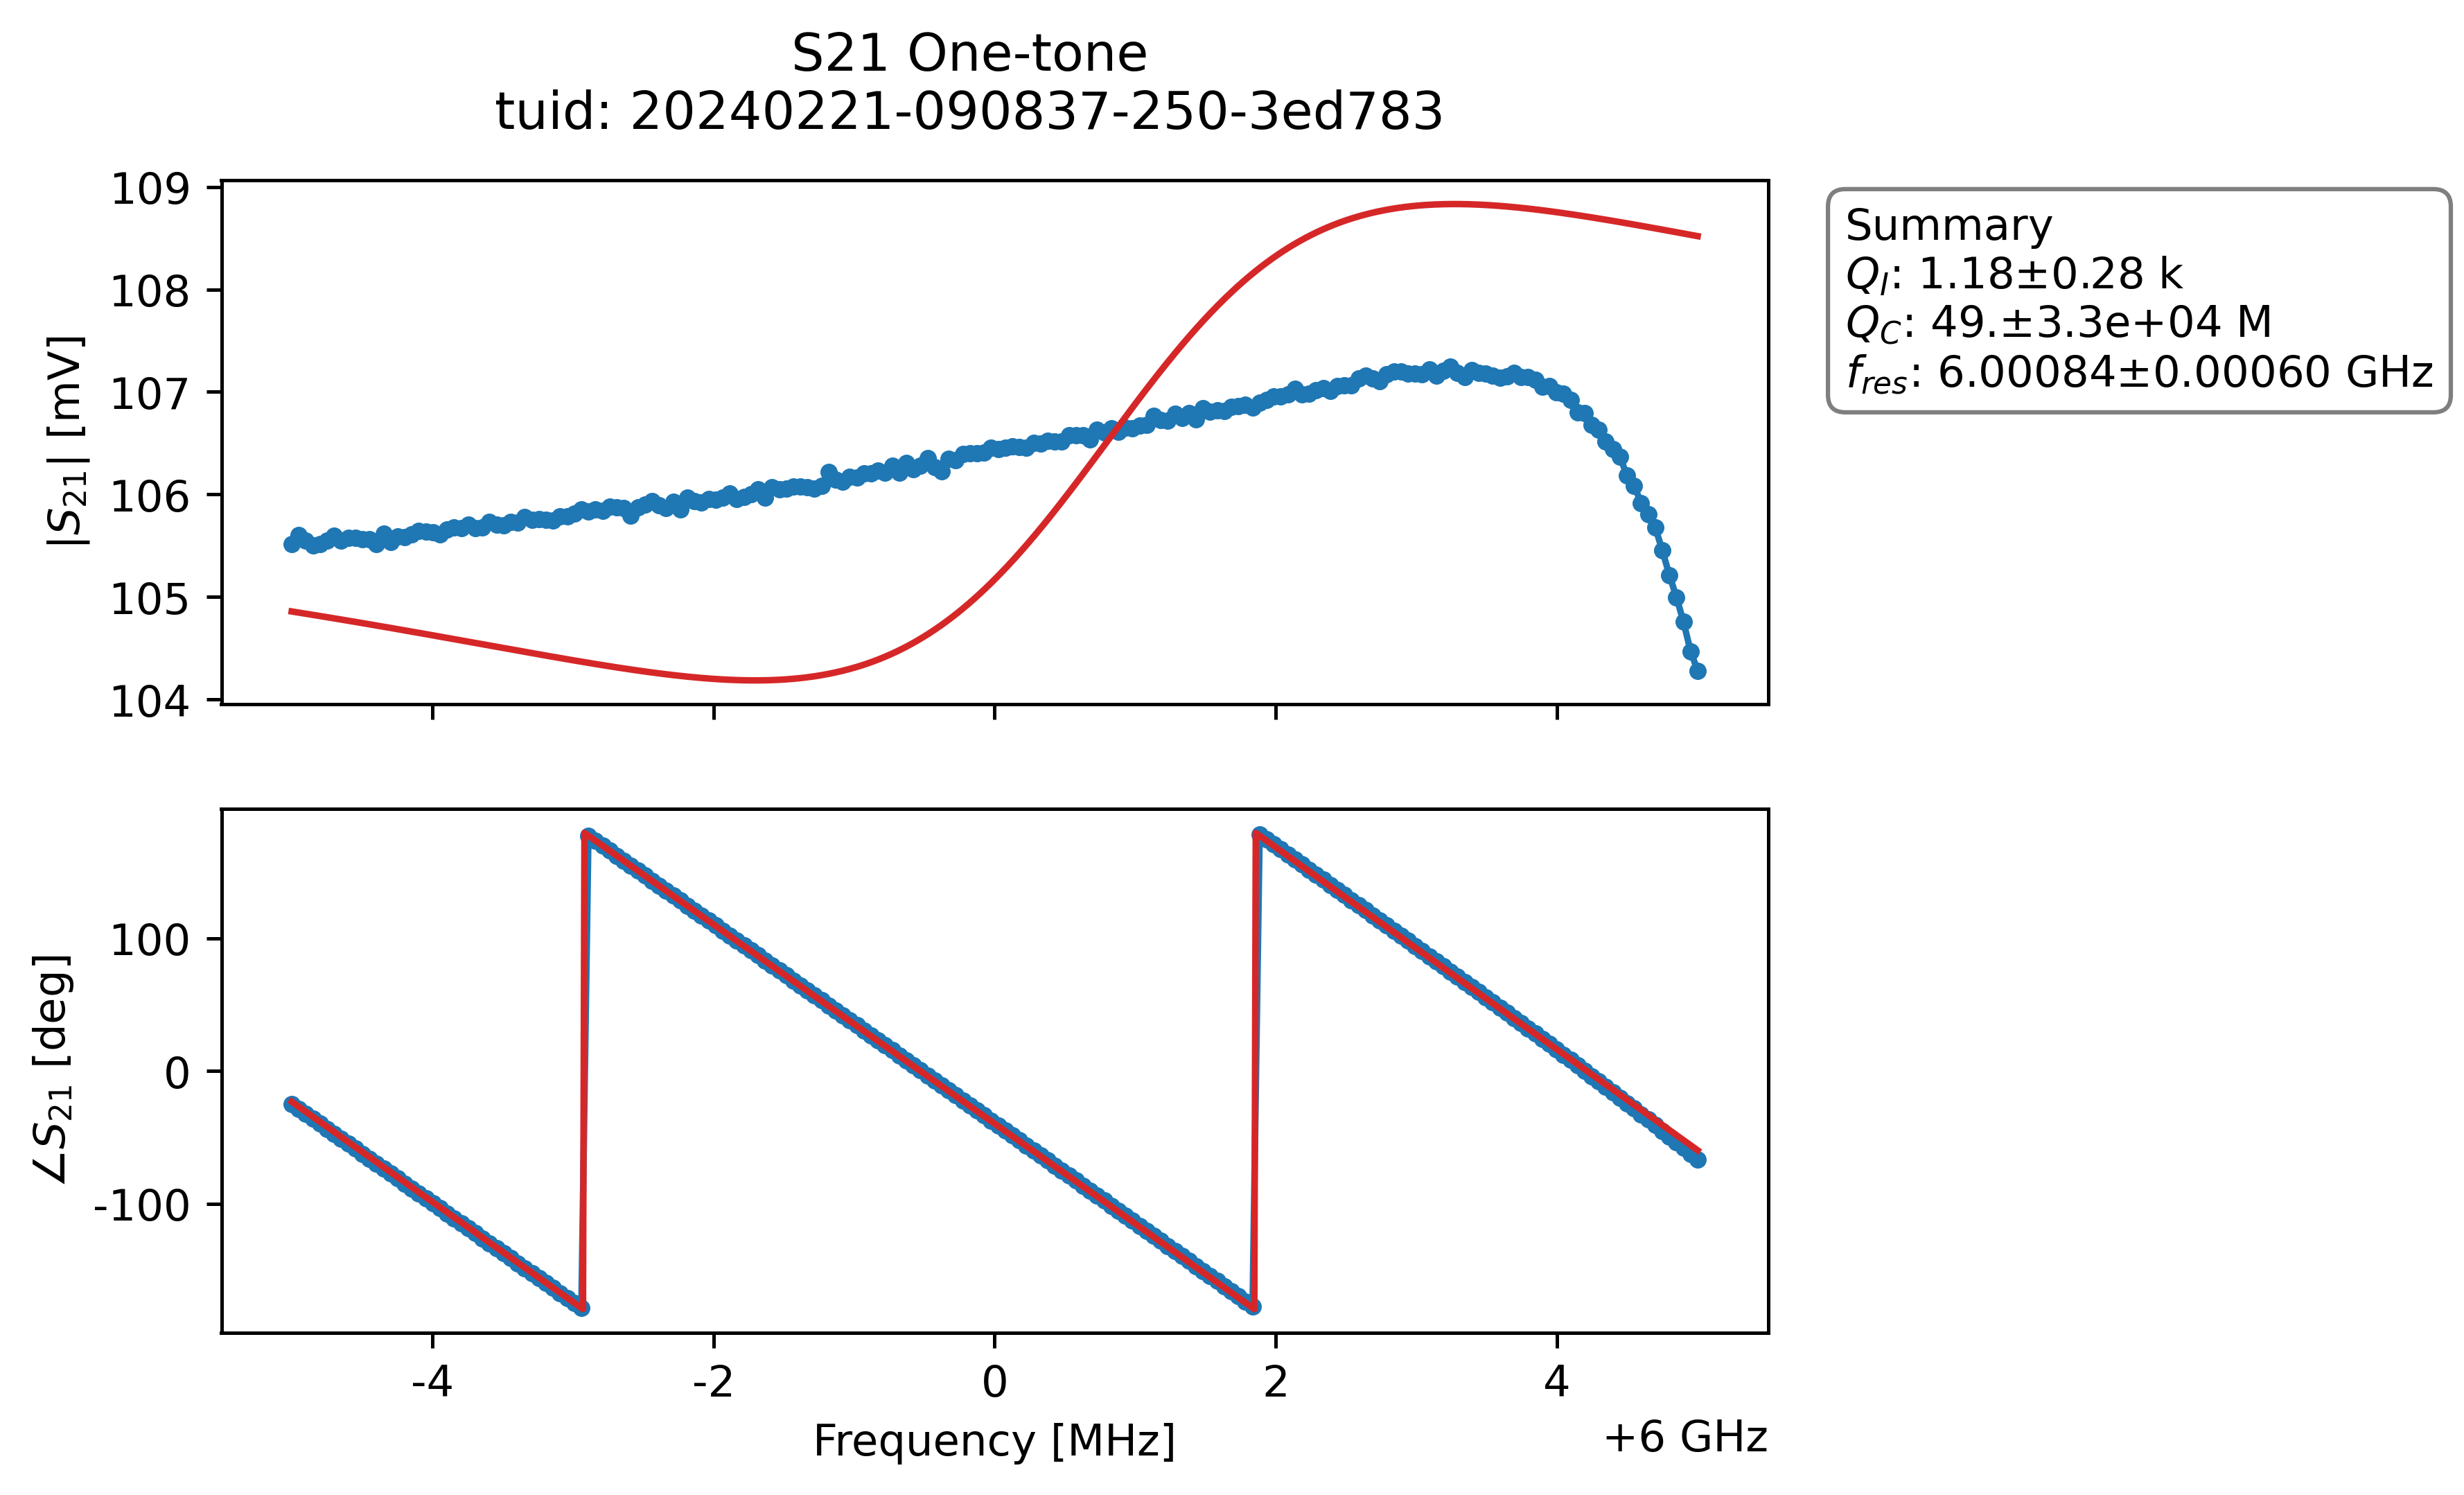 S21 One-tone
tuid: 20240221-090837-250-3ed783
109
108
107
106
105
104
|S21| [mV]
Summary
QI: 1.18±0.28 k
QC: 49.±3.3e+04 M
fres: 6.00084±0.00060 GHz
100
0
-100
∠S21 [deg]
-4
-2
0
2
4
Frequency [MHz]
+6 GHz